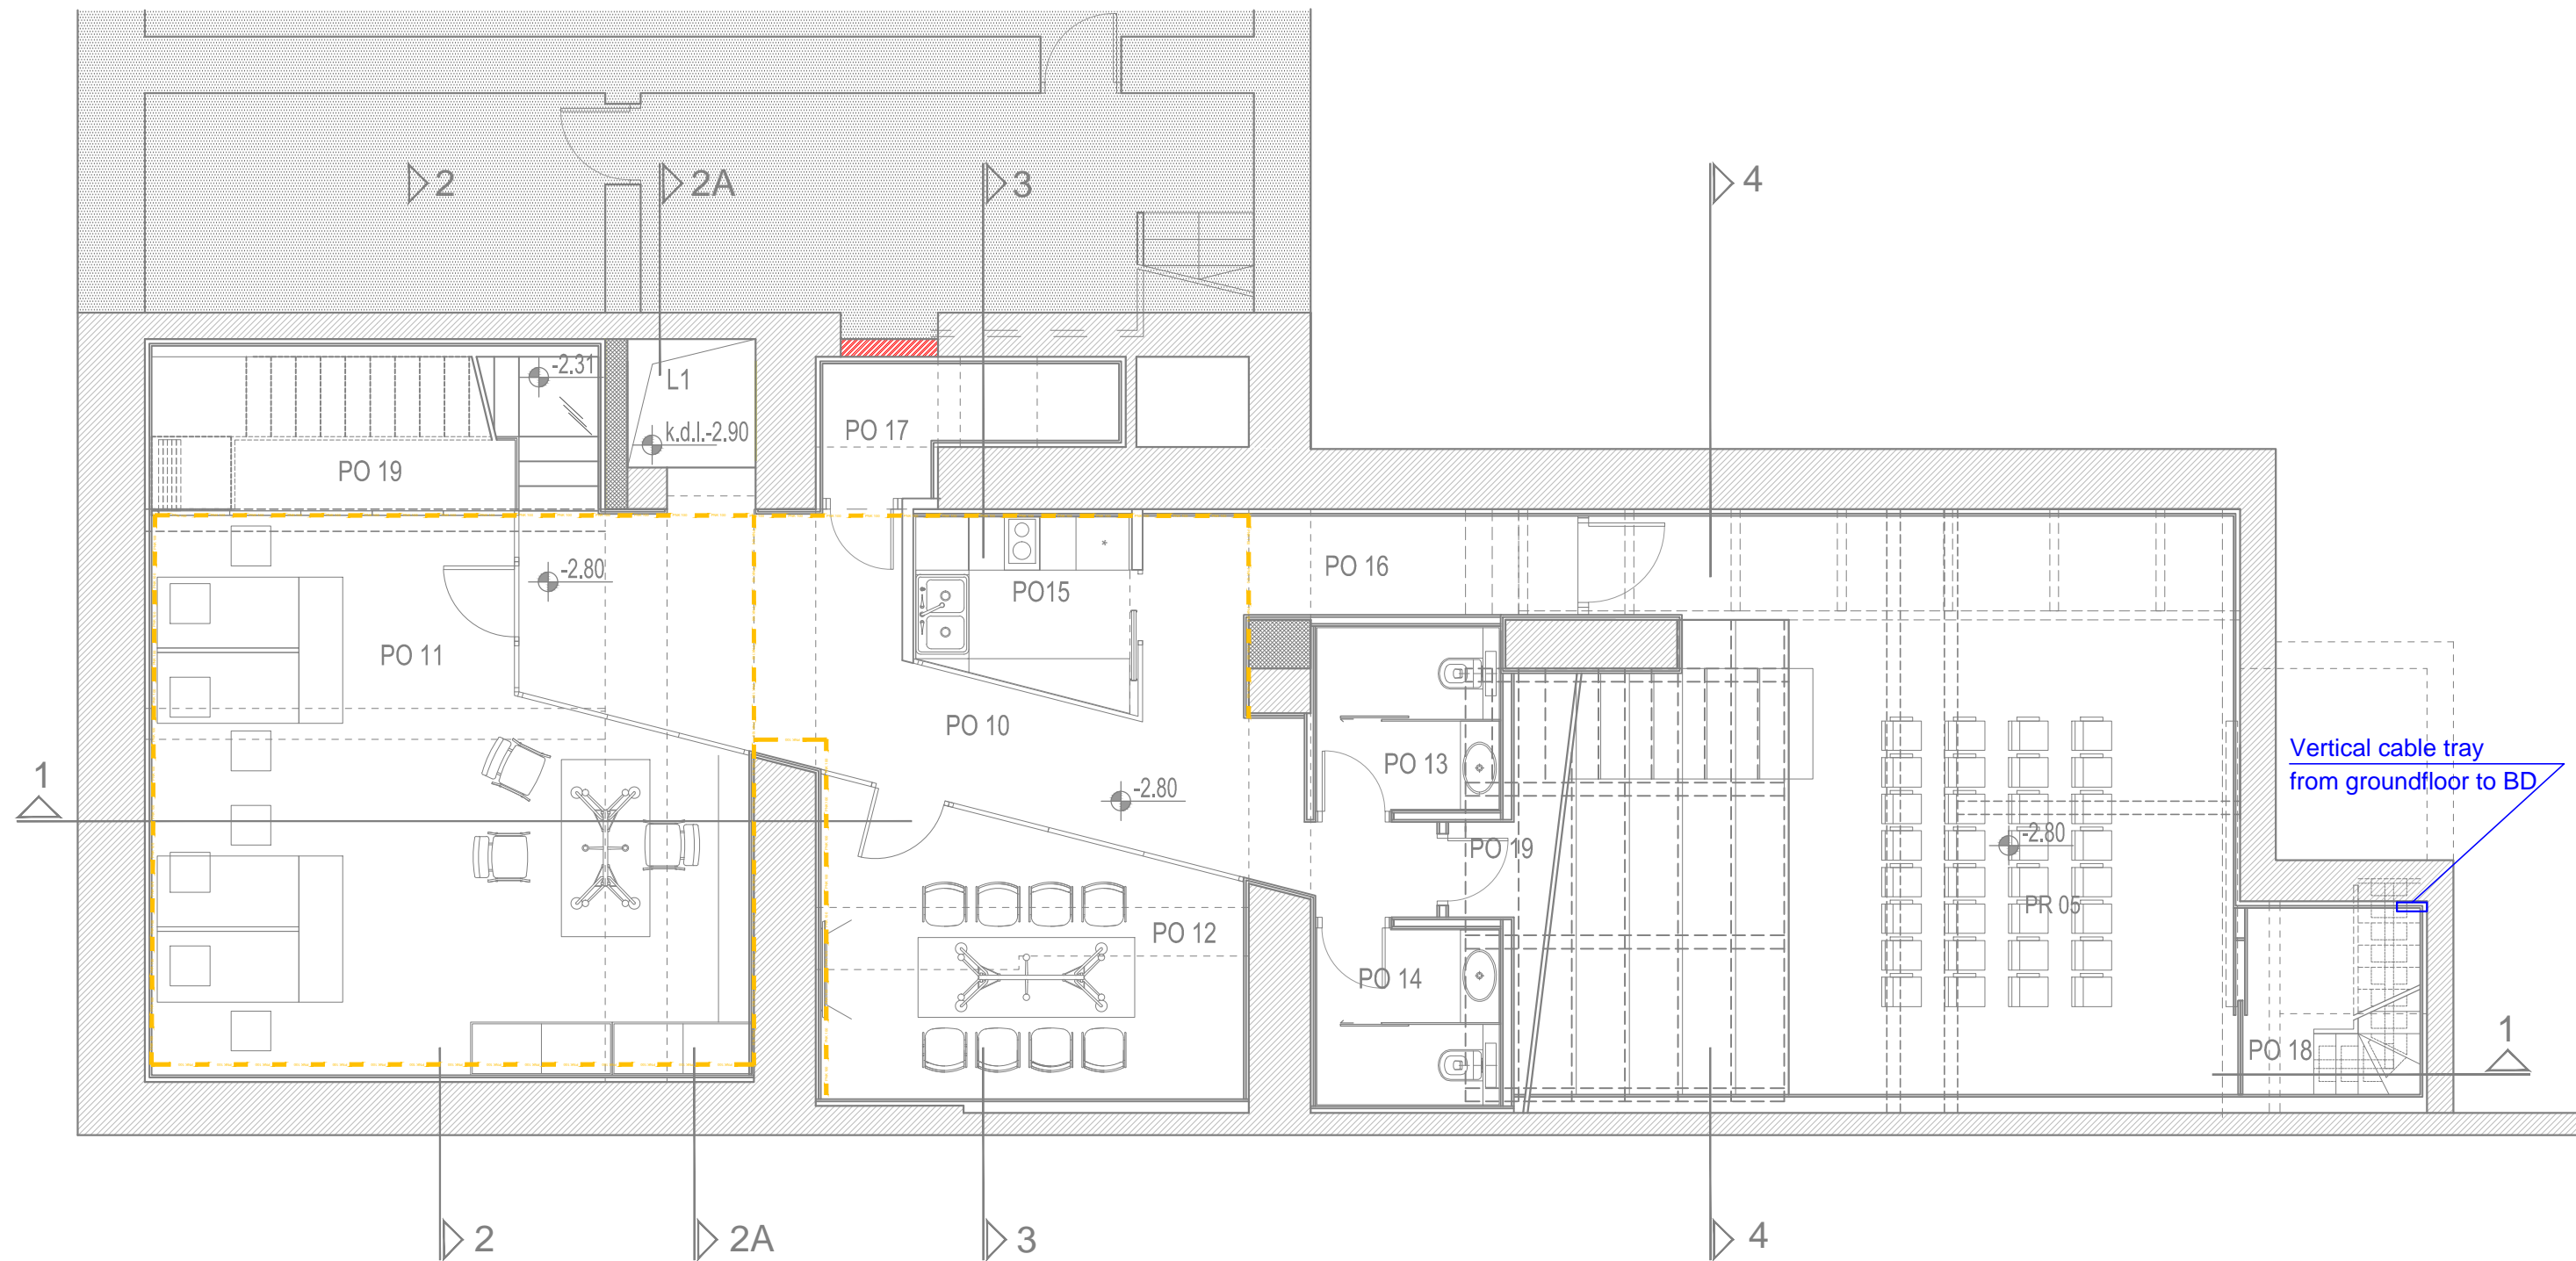 2
2A
3
4
-2.31
L1
k.d.l.-2.90
PO 17
PO 19
-2.80
PO15
PO 16
PO 11
PO 10
Vertical cable tray
from groundfloor to BD
PO 13
1
-2.80
-2.80
PO 19
PR 05
PO 12
PO 14
1
PO 18
2
2A
3
4